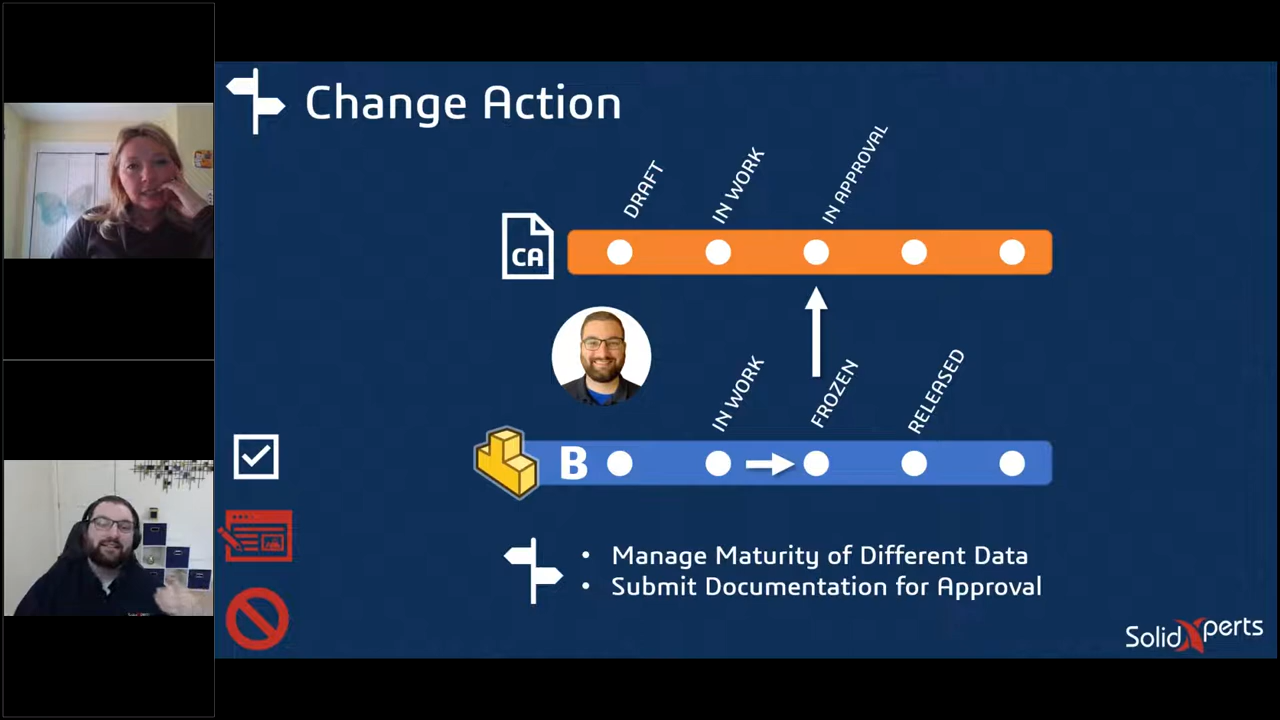 Change Action
DRAFT
IN WORK
IN APPROVAL
CA
IN WORK
FROZEN
RELEASED
B
• Manage Maturity of Different Data
• Submit Documentation for Approval
SolidXperts